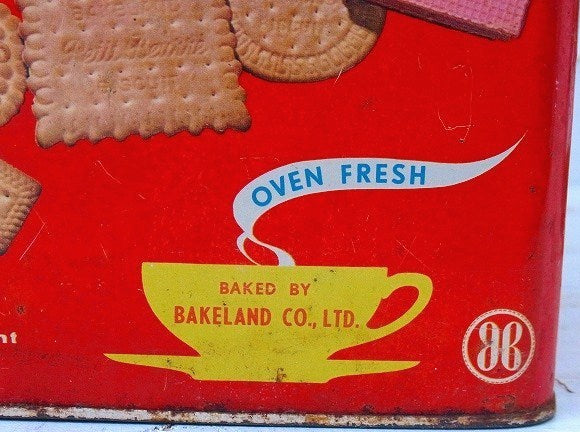 OVEN FRESH
BAKED BY
BAKELAND CO., LTD.